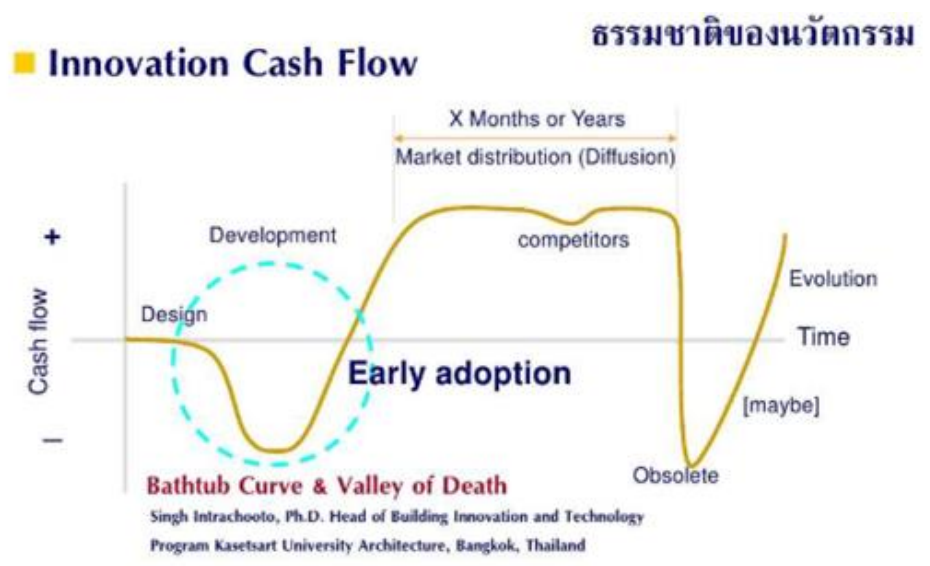 ธรรมชาติของนวัตกรรม
Innovation Cash Flow
X Months or Years
Market distribution (Diffusion)
+
Development
competitors
Evolution
Design
Cash flow
Time
Early adoption
[maybe]
–
Obsolete
Bathtub Curve & Valley of Death
Singh Intrachooto, Ph.D. Head of Building Innovation and Technology
Program Kasetsart University Architecture, Bangkok, Thailand